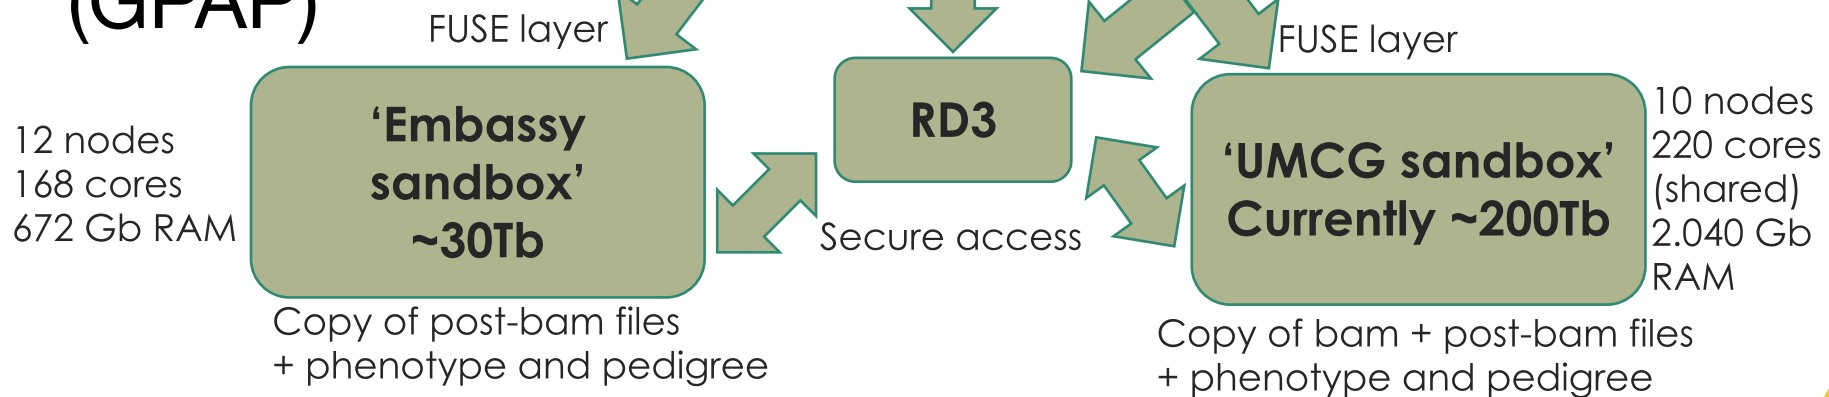 (GPAP)
FUSE layer
FUSE layer
12 nodes
168 cores
672 Gb RAM
‘Embassy
sandbox’
~30Tb
RD3
Secure access
‘UMCG sandbox’
Currently ~200Tb
10 nodes
220 cores
(shared)
2.040 Gb
RAM
Copy of post-bam files
+ phenotype and pedigree
Copy of bam + post-bam files
+ phenotype and pedigree